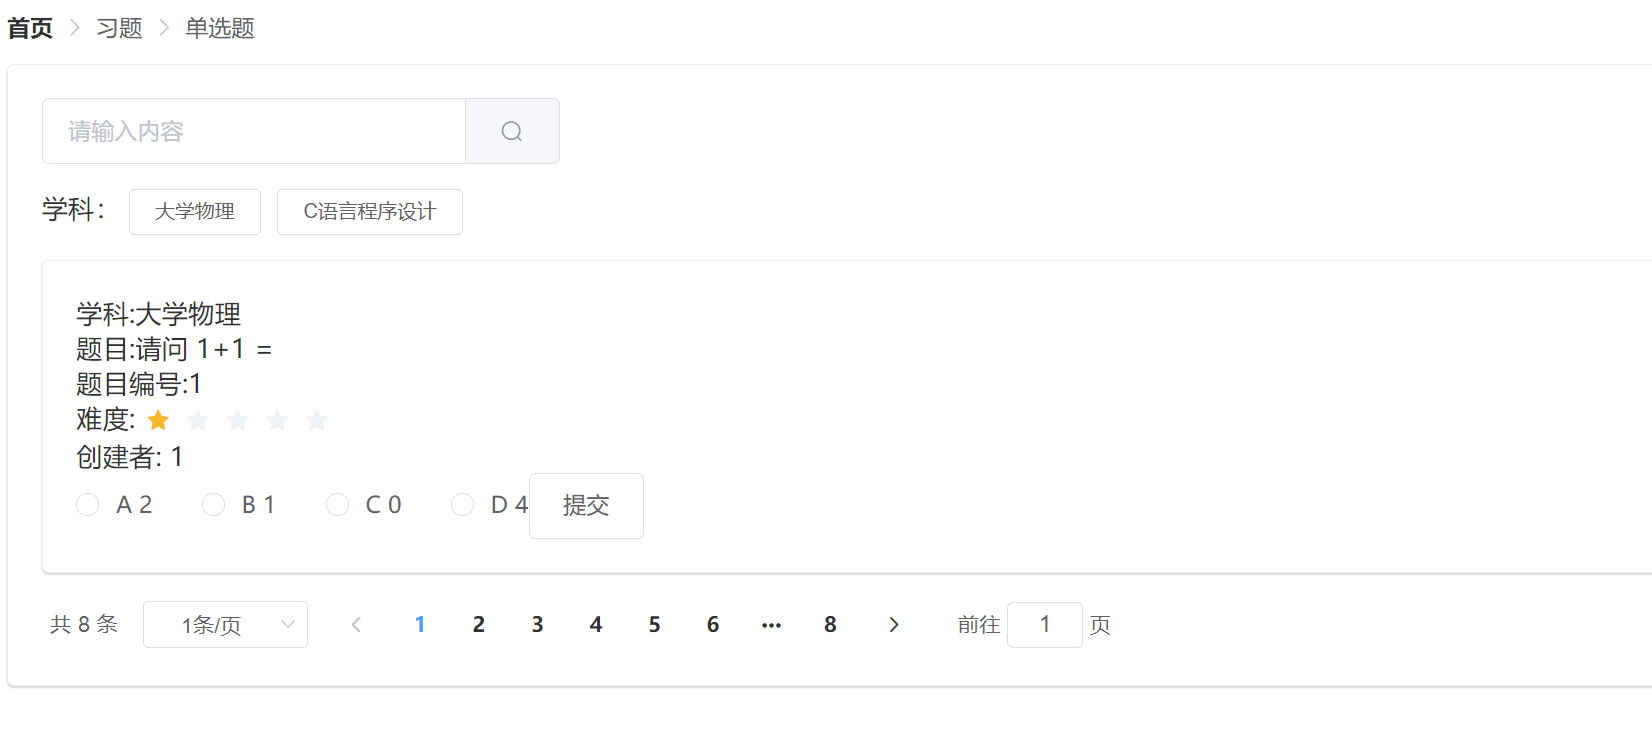 首页 习题 单选题
请输入内容
学科： 大学物理 C语言程序设计
学科:大学物理
题目:请问 1+1 =
题目编号:1
难度:
创建者: 1
A 2 B 1 C 0 D 4 提交
共 8 条 1条/页 1 2 3 4 5 6 ••• 8 前往 1 页